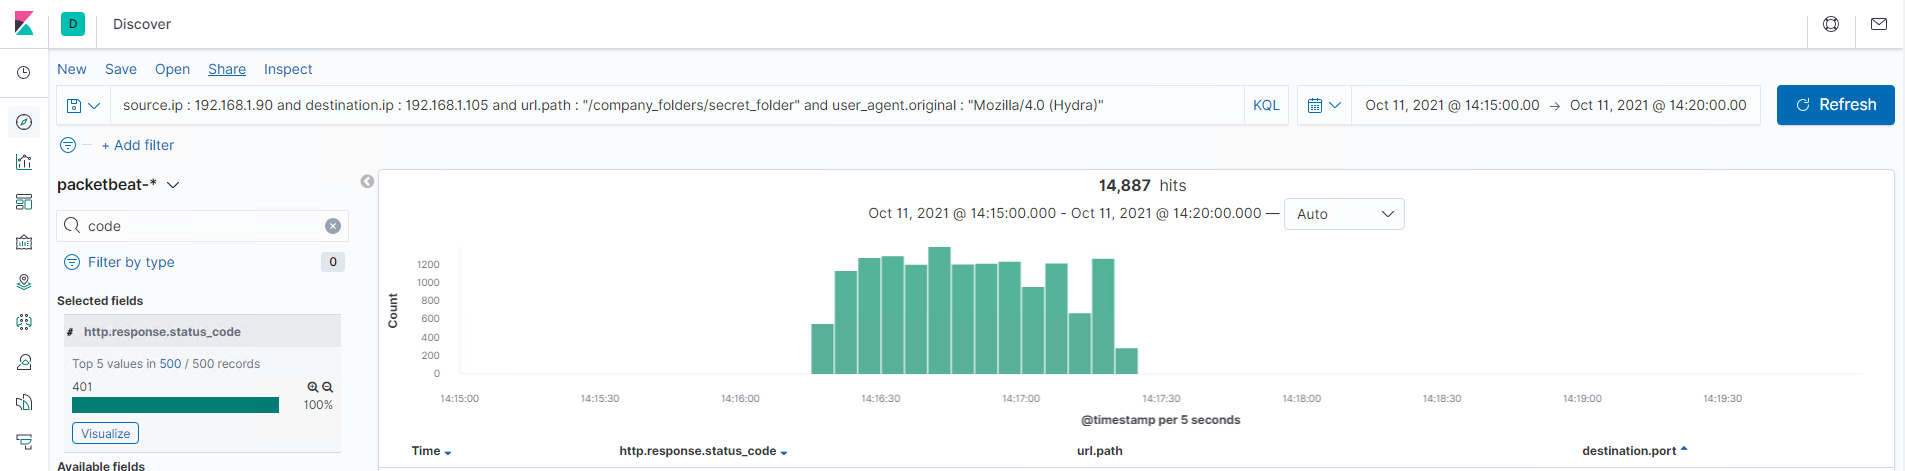 D Discover
New Save Open Share Inspect
source.ip : 192.168.1.90 and destination.ip : 192.168.1.105 and url.path : "/company_folders/secret_folder" and user_agent.original : "Mozilla/4.0 (Hydra)" KQL Oct 11, 2021 @ 14:15:00.00 → Oct 11, 2021 @ 14:20:00.00 Refresh
+ Add filter
packetbeat-*
code
Filter by type 0
Selected fields
# http.response.status_code
Top 5 values in 500 / 500 records
401
100%
Visualize
Available fields
14,887 hits
Oct 11, 2021 @ 14:15:00.000 - Oct 11, 2021 @ 14:20:00.000 — Auto
Count
1200
1000
800
600
400
200
0
14:15:00 14:15:30 14:16:00 14:16:30 14:17:00 14:17:30 14:18:00 14:18:30 14:19:00 14:19:30
@timestamp per 5 seconds
Time http.response.status_code url.path destination.port